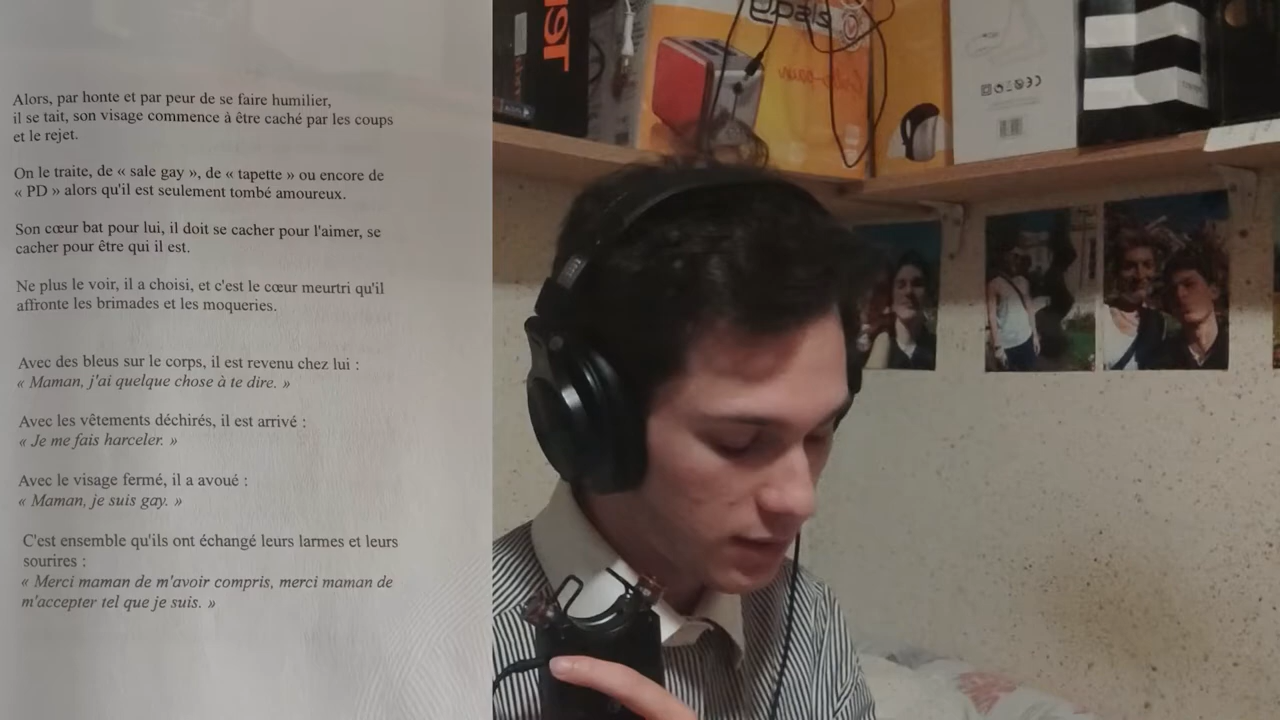 Alors, par honte et par peur de se faire humilier,
il se tait, son visage commence à être caché par les coups
et le rejet.
On le traite, de « sale gay », de « tapette » ou encore de
« PD » alors qu'il est seulement tombé amoureux.
Son cœur bat pour lui, il doit se cacher pour l'aimer, se
cacher pour être qui il est.
Ne plus le voir, il a choisi, et c'est le cœur meurtri qu'il
affronte les brimades et les moqueries.
Avec des bleus sur le corps, il est revenu chez lui :
« Maman, j'ai quelque chose à te dire. »
Avec les vêtements déchirés, il est arrivé :
« Je me fais harceler. »
Avec le visage fermé, il a avoué :
« Maman, je suis gay. »
C'est ensemble qu'ils ont échangé leurs larmes et leurs
sourires :
« Merci maman de m'avoir compris, merci maman de
m'accepter tel que je suis. »